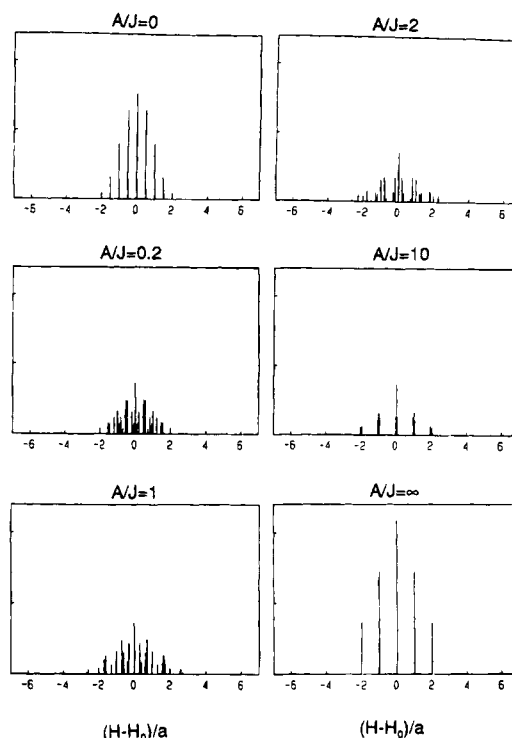 A/J=0
A/J=2
-6 -4 -2 0 2 4 6
-6 -4 -2 0 2 4 6
A/J=0.2
A/J=10
-6 -4 -2 0 2 4 6
-6 -4 -2 0 2 4 6
A/J=1
A/J=∞
-6 -4 -2 0 2 4 6
-6 -4 -2 0 2 4 6
(H-H₀)/a
(H-H₀)/a